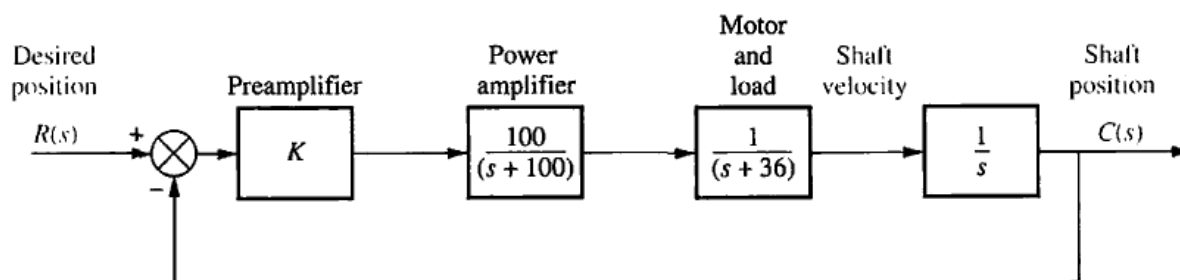 Desired
position
R(s)
+
−
Preamplifier
K
Power
amplifier
100
(s + 100)
Motor
and
load
1
(s + 36)
Shaft
velocity
1
s
Shaft
position
C(s)